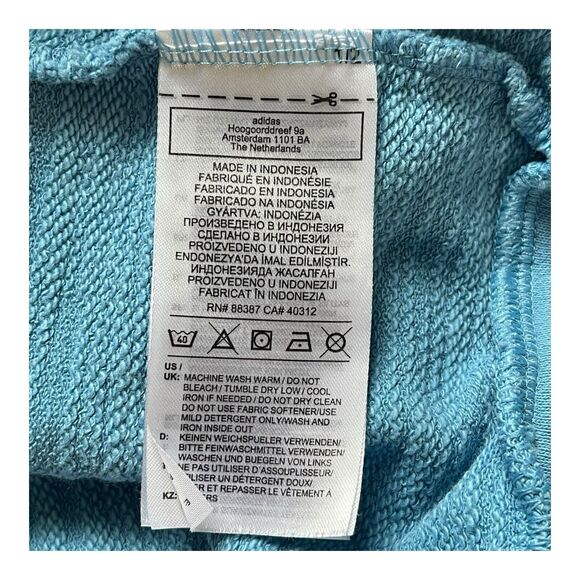 1/2
adidas
Hoogoorddreef 9a
Amsterdam 1101 BA
The Netherlands
MADE IN INDONESIA
FABRIQUÉ EN INDONÉSIE
FABRICADO EN INDONESIA
FABRICADO NA INDONÉSIA
GYÁRTVA: INDONÉZIA
ПРОИЗВЕДЕНО В ИНДОНЕЗИЯ
СДЕЛАНО В ИНДОНЕЗИИ
PROIZVEDENO U INDONEZIJI
ENDONEZYA'DA İMAL EDİLMİŞTİR.
ИНДОНЕЗИЯДА ЖАСАЛҒАН
PROIZVEDENO U INDONEZIJI
FABRICAT ÎN INDONEZIA
RN# 88387 CA# 40312
40
US /
UK: MACHINE WASH WARM / DO NOT
BLEACH / TUMBLE DRY LOW / COOL
IRON IF NEEDED / DO NOT DRY CLEAN
DO NOT USE FABRIC SOFTENER/USE
MILD DETERGENT ONLY/WASH AND
IRON INSIDE OUT
D: KEINEN WEICHSPUELER VERWENDEN/
BITTE FEINWASCHMITTEL VERWENDEN
WASCHEN UND BUEGELN VON LINKS
NE PAS UTILISER D'ASSOUPLISSEUR/
UTILISER UN DÉTERGENT DOUX/
ER ET REPASSER LE VÊTEMENT À
KZ: ERS